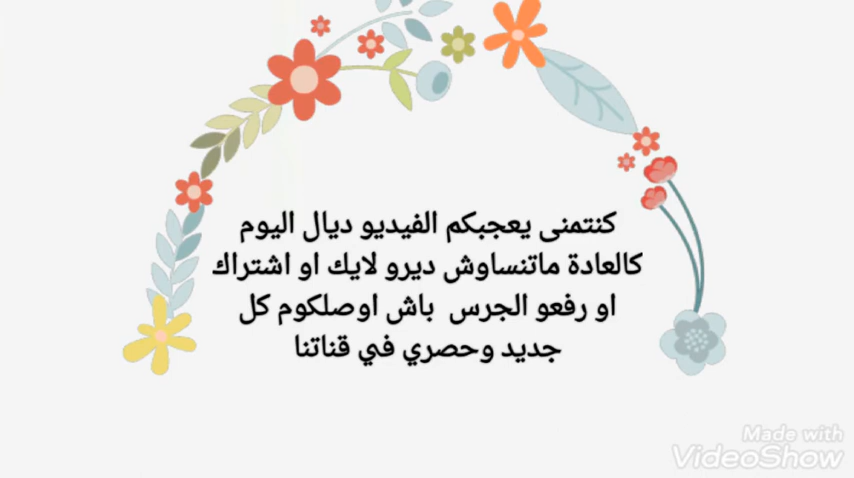 كنتمنى يعجبكم الفيديو ديال اليوم
كالعادة ماتنساوش ديرو لايك او اشتراك
او رفعو الجرس باش اوصلكوم كل
جديد وحصري في قناتنا
Made with
VideoShow